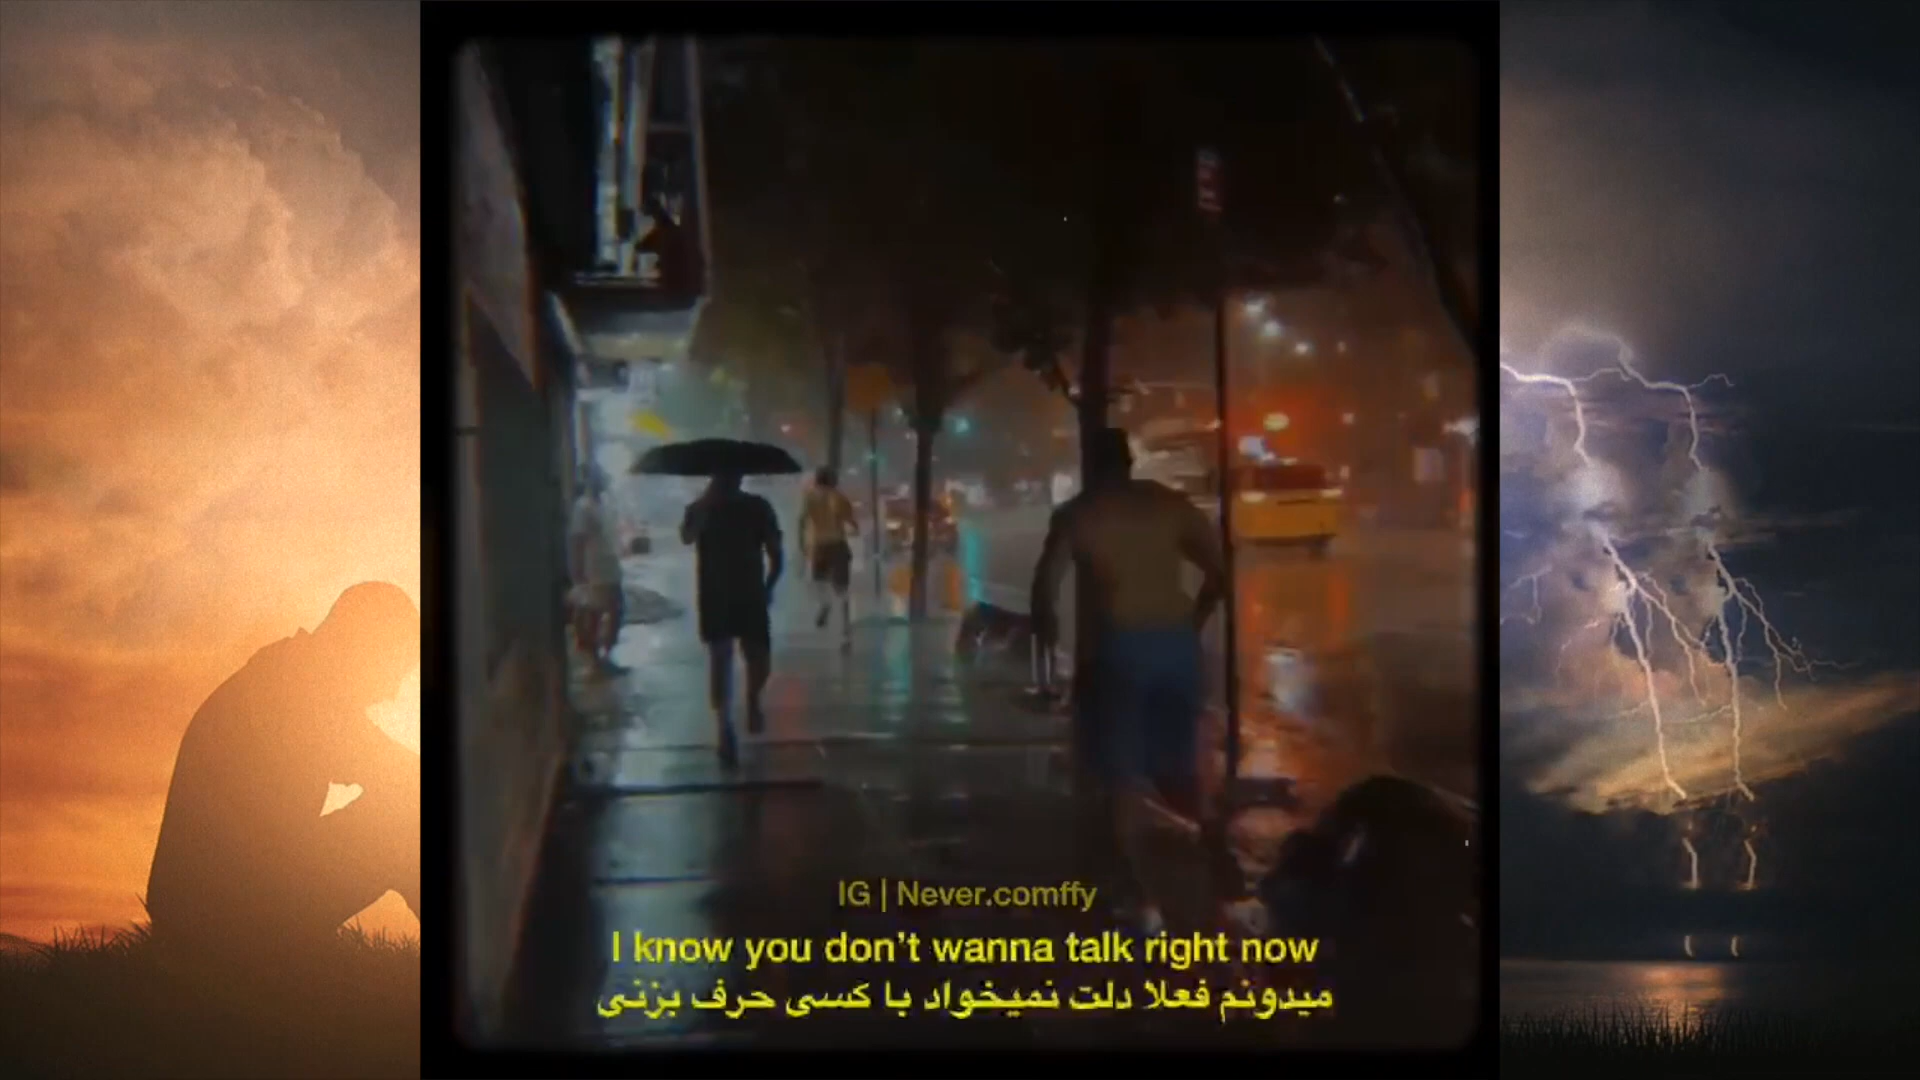 IG | Never.comffy
I know you don't wanna talk right now
میدونم فعلا دلت نمیخواد با کسی حرف بزنی